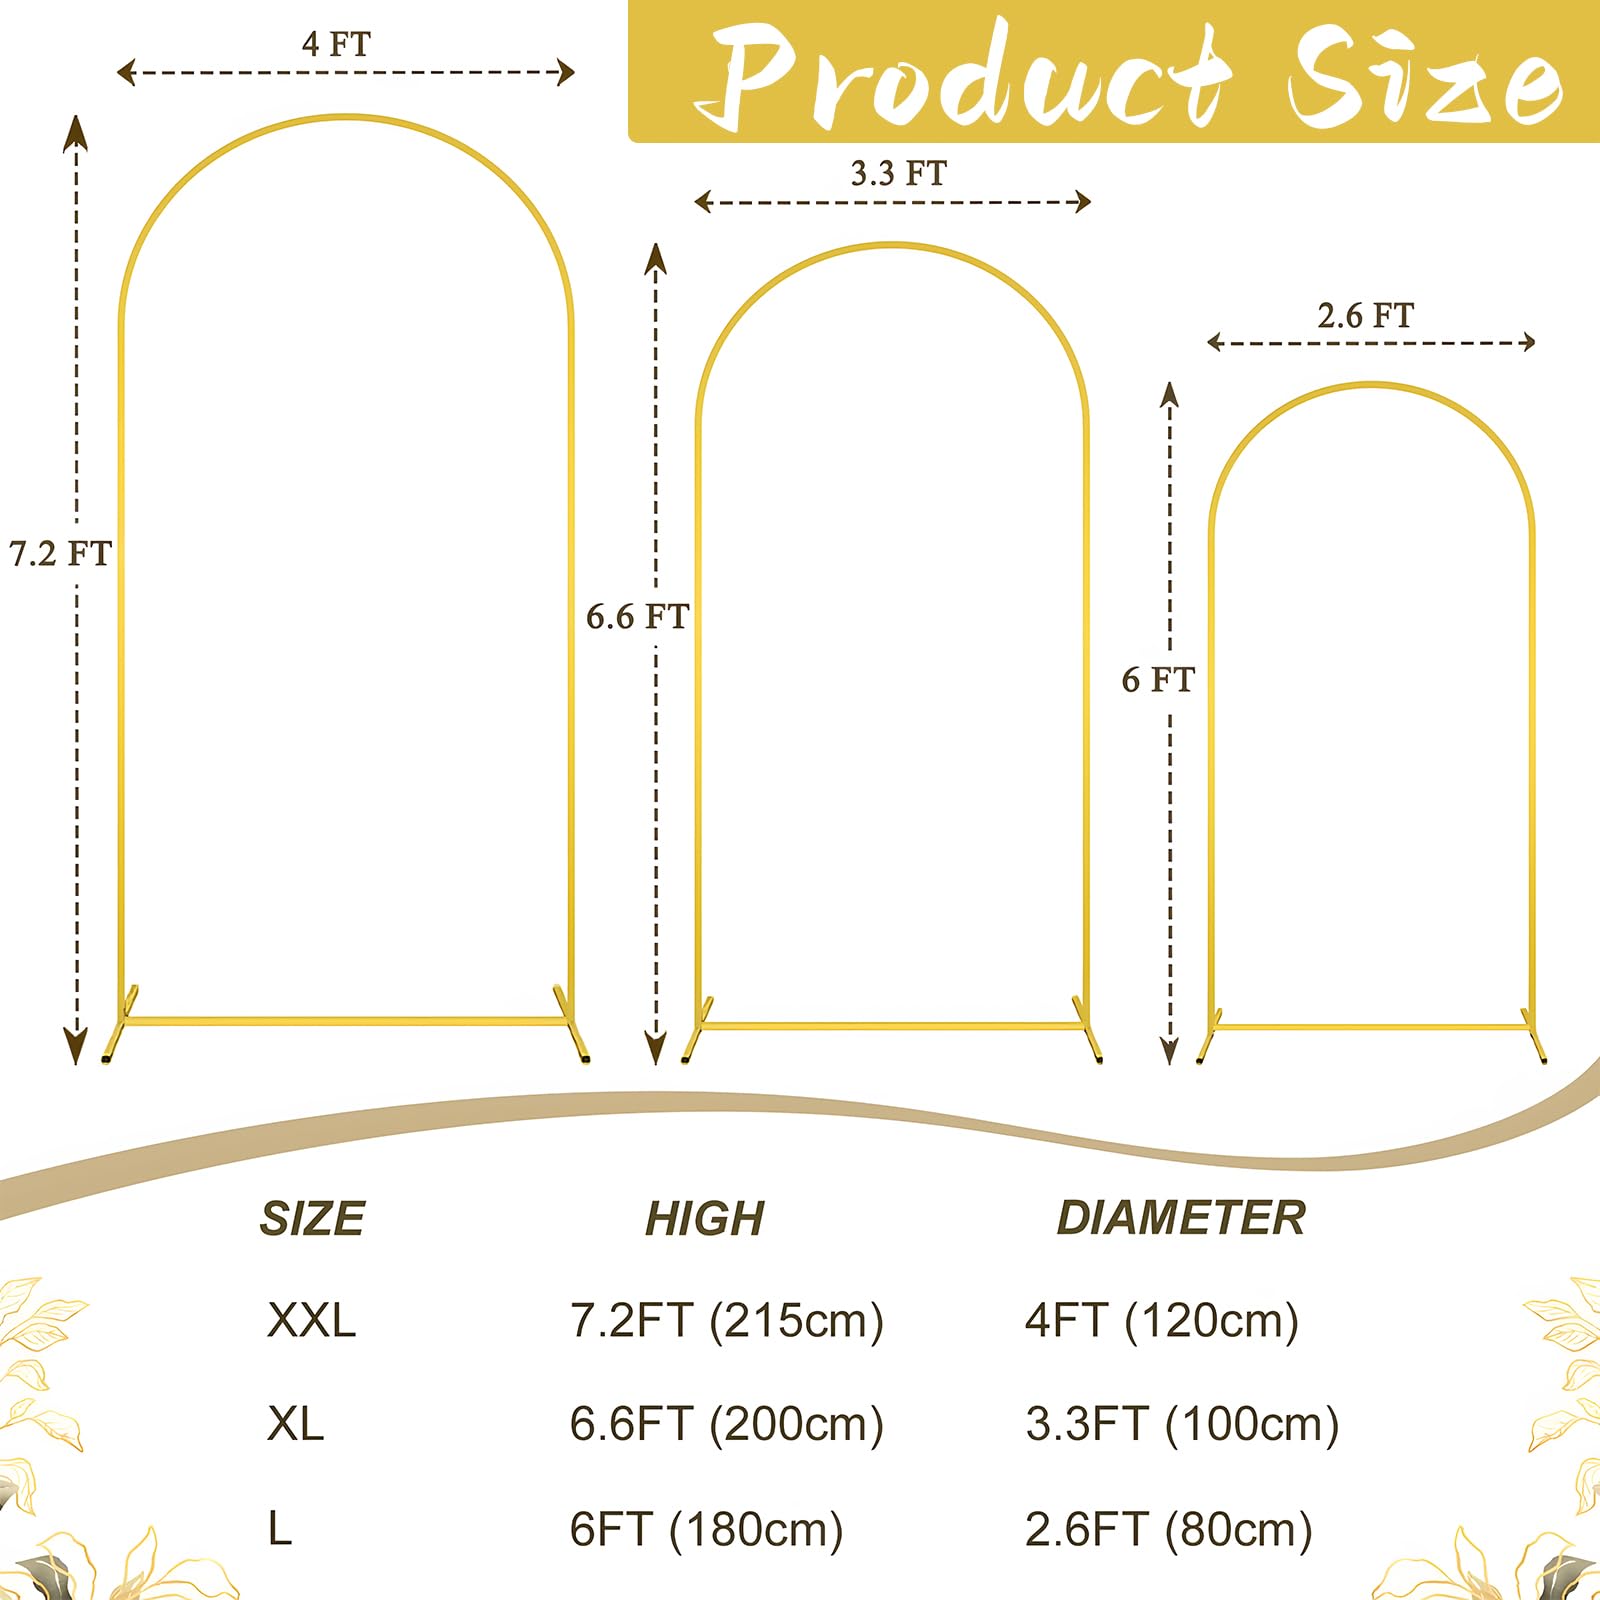 Product Size
4 FT
3.3 FT
2.6 FT
7.2 FT
6.6 FT
6 FT
SIZE HIGH DIAMETER
XXL 7.2FT (215cm) 4FT (120cm)
XL 6.6FT (200cm) 3.3FT (100cm)
L 6FT (180cm) 2.6FT (80cm)